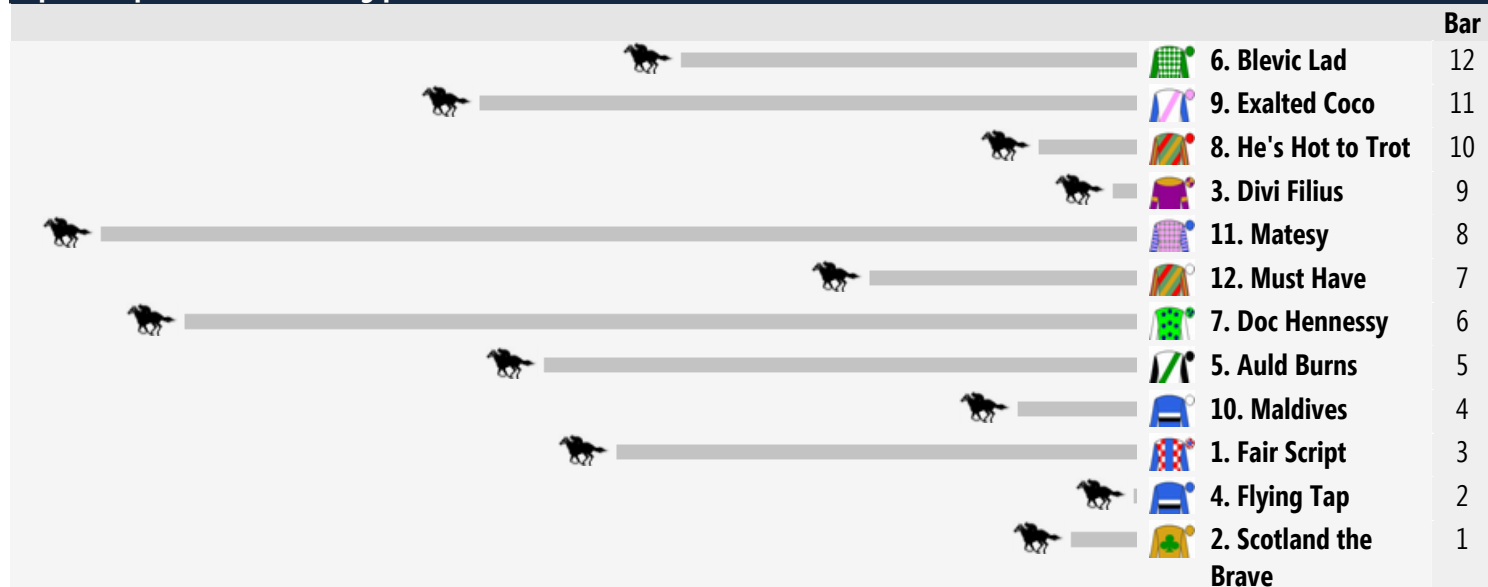 Bar
6. Blevic Lad 12
9. Exalted Coco 11
8. He's Hot to Trot 10
3. Divi Filius 9
11. Matesy 8
12. Must Have 7
7. Doc Hennessy 6
5. Auld Burns 5
10. Maldives 4
1. Fair Script 3
4. Flying Tap 2
2. Scotland the 1
Brave